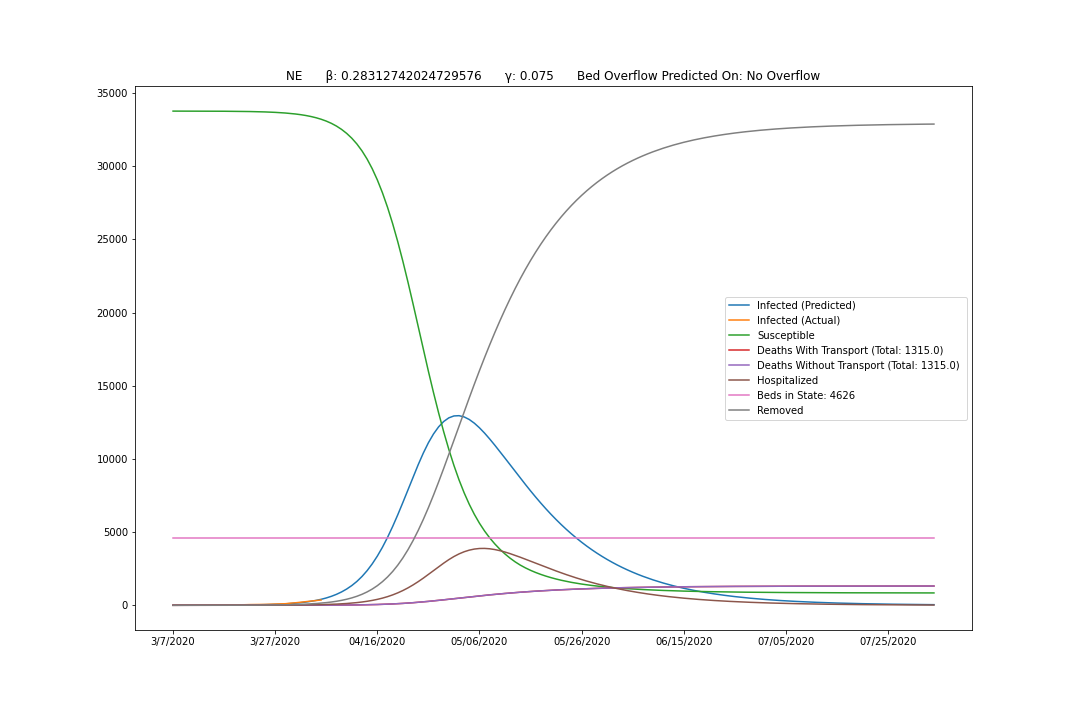 NE β: 0.28312742024729576 γ: 0.075 Bed Overflow Predicted On: No Overflow
35000
30000
25000
20000
15000
10000
5000
0
Infected (Predicted)
Infected (Actual)
Susceptible
Deaths With Transport (Total: 1315.0)
Deaths Without Transport (Total: 1315.0)
Hospitalized
Beds in State: 4626
Removed
3/7/2020 3/27/2020 04/16/2020 05/06/2020 05/26/2020 06/15/2020 07/05/2020 07/25/2020